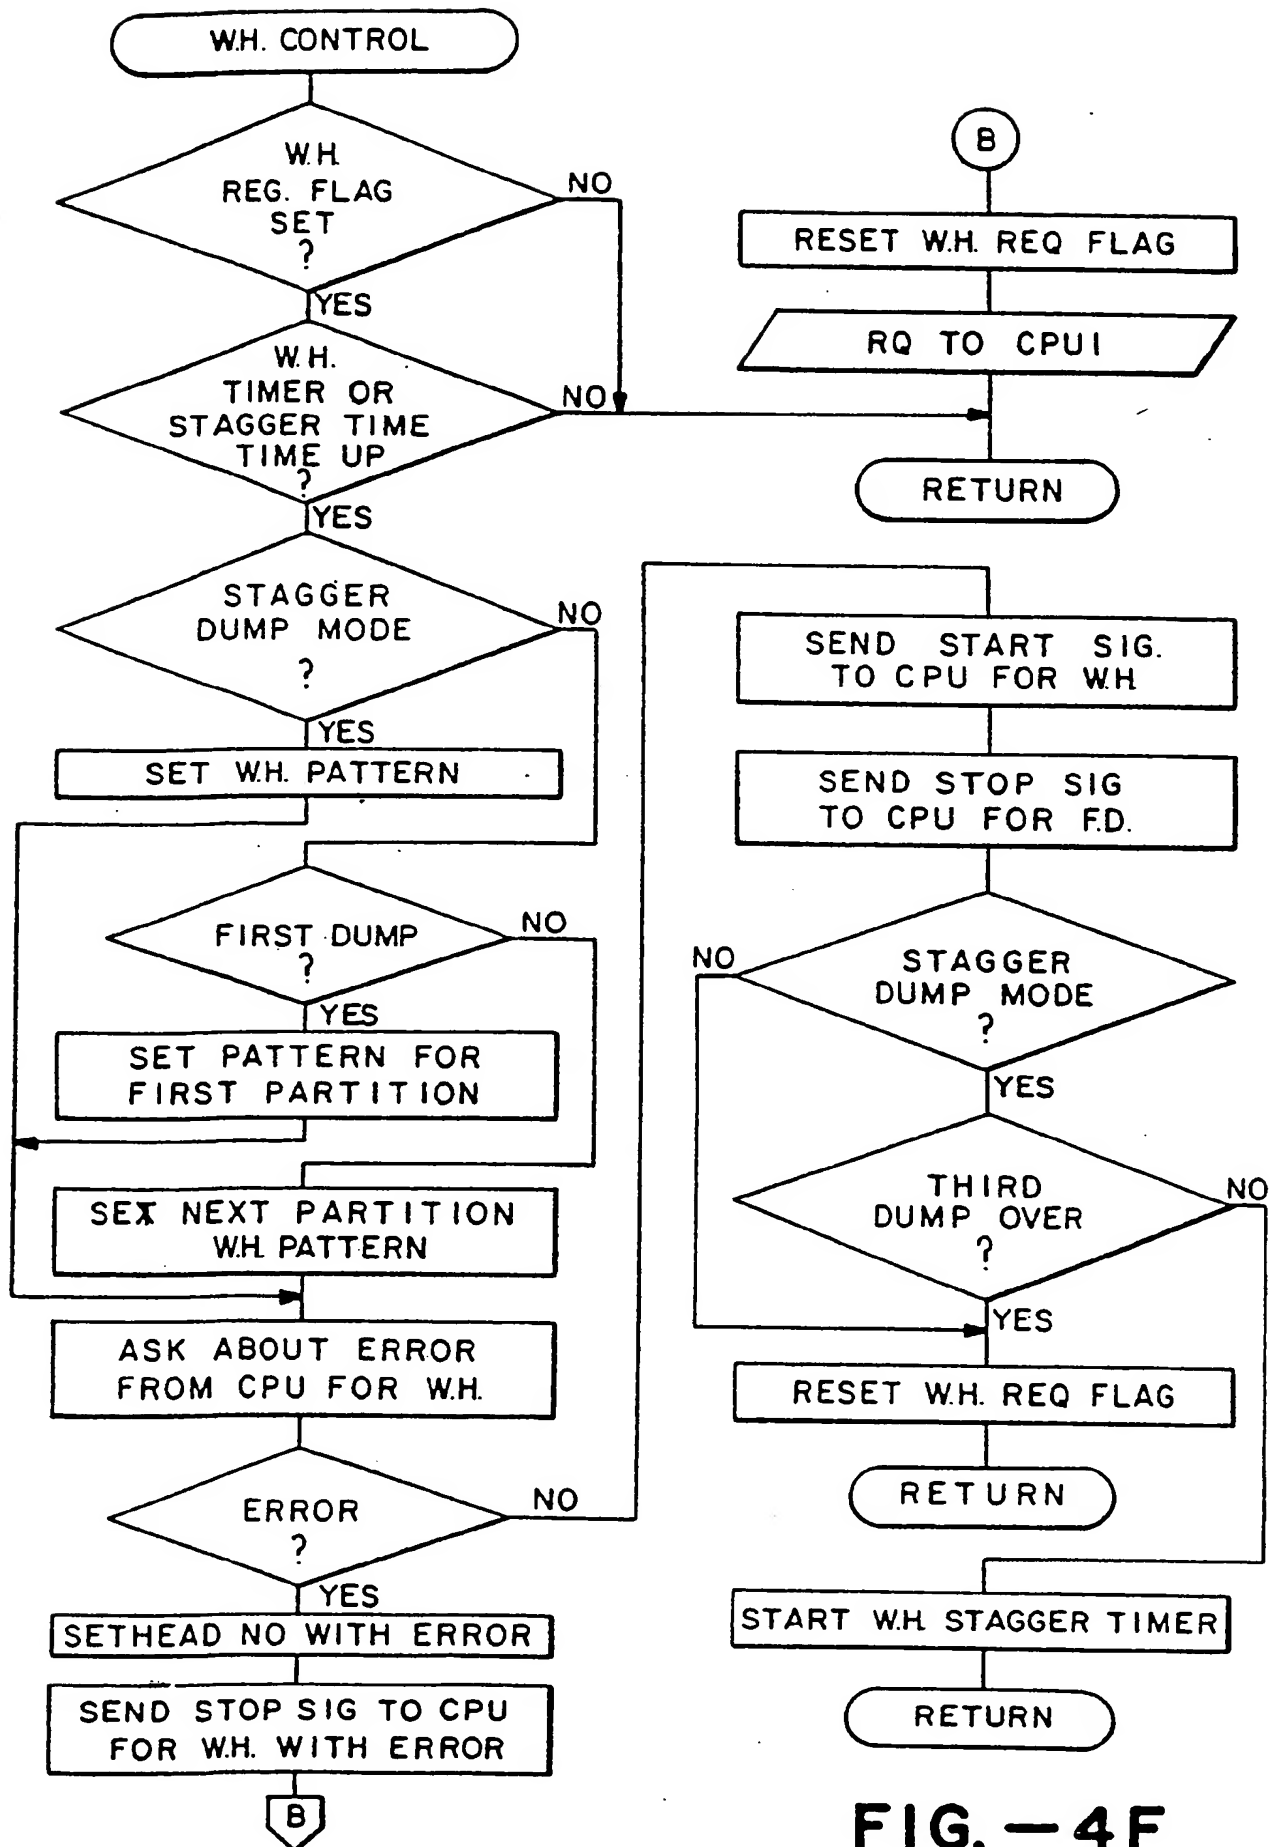 W.H. CONTROL
W.H.
REG. FLAG
SET
?
NO
YES
W.H.
TIMER OR
STAGGER TIME
TIME UP
?
NO
YES
STAGGER
DUMP MODE
?
NO
YES
SET W.H. PATTERN
FIRST DUMP
?
NO
YES
SET PATTERN FOR
FIRST PARTITION
SET NEXT PARTITION
W.H. PATTERN
ASK ABOUT ERROR
FROM CPU FOR W.H.
ERROR
?
NO
YES
SETHEAD NO WITH ERROR
SEND STOP SIG TO CPU
FOR W.H. WITH ERROR
B
B
RESET W.H. REQ FLAG
RQ TO CPU1
RETURN
SEND START SIG.
TO CPU FOR W.H
SEND STOP SIG
TO CPU FOR F.D.
STAGGER
DUMP MODE
?
NO
YES
THIRD
DUMP OVER
?
NO
YES
RESET W.H. REQ FLAG
RETURN
START W.H. STAGGER TIMER
RETURN
FIG.—4F